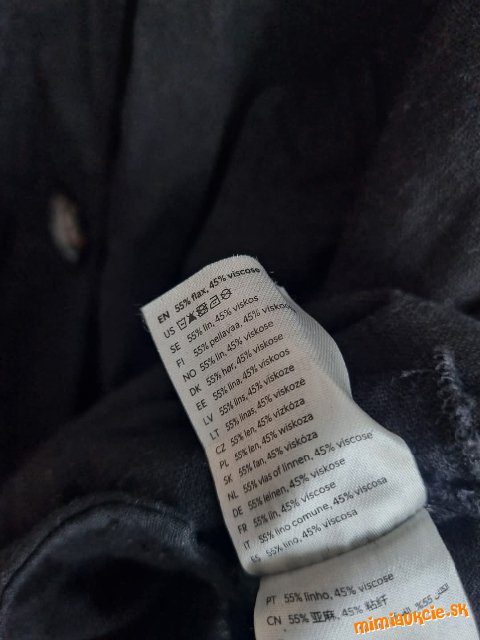 EN 55% flax, 45% viscose
US
SE 55% lin, 45% viskos
FI 55% pellavaa, 45% viskoosi
NO 55% lin, 45% viskose
DK 55% hør, 45% viskose
EE 55% lina, 45% viskoos
LV 55% lins, 45% viskoze
LT 55% linas, 45% viskozė
CZ 55% len, 45% viskóza
PL 55% len, 45% wiskoza
SK 55% ľan, 45% viskóza
NL 55% vlas of linnen, 45% viscose
DE 55% leinen, 45% viskose
FR 55% lin, 45% viscose
IT 55% lino comune, 45% viscosa
ES 55% lino, 45% viscosa
PT 55% linho, 45% viscose
CN 55% 亚麻, 45% 粘纤
mimibukcie.sk